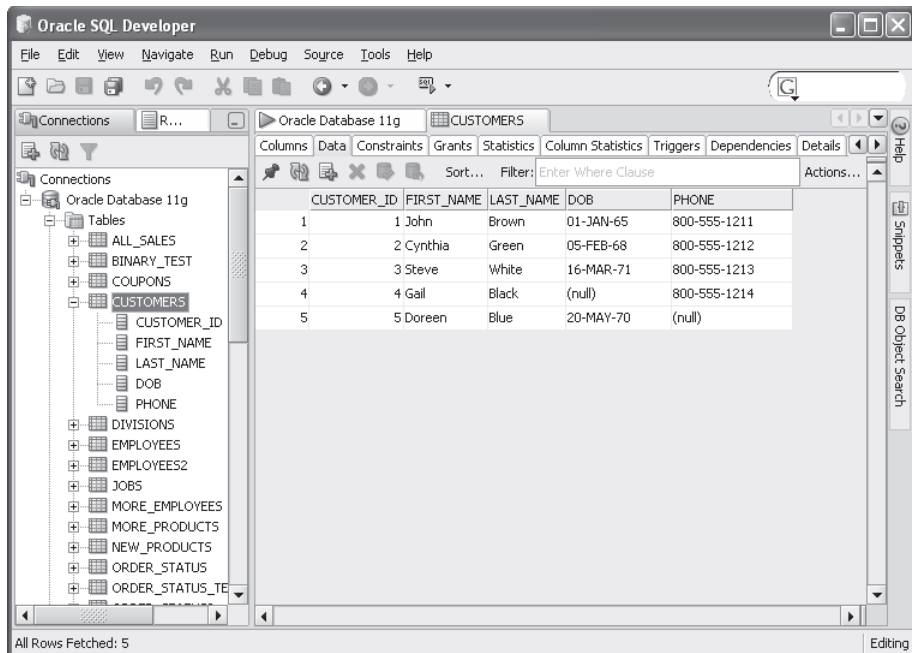 Oracle SQL Developer
File Edit View Navigate Run Debug Source Tools Help
G
Connections R...
Oracle Database 11g CUSTOMERS
Columns Data Constraints Grants Statistics Column Statistics Triggers Dependencies Details
Sort... Filter: Enter Where Clause Actions...
Connections
Oracle Database 11g
Tables
ALL_SALES
BINARY_TEST
COUPONS
CUSTOMERS
CUSTOMER_ID
FIRST_NAME
LAST_NAME
DOB
PHONE
DIVISIONS
EMPLOYEES
EMPLOYEES2
JOBS
MORE_EMPLOYEES
MORE_PRODUCTS
NEW_PRODUCTS
ORDER_STATUS
ORDER_STATUS_TE
CUSTOMER_ID FIRST_NAME LAST_NAME DOB PHONE
1 1 John Brown 01-JAN-65 800-555-1211
2 2 Cynthia Green 05-FEB-68 800-555-1212
3 3 Steve White 16-MAR-71 800-555-1213
4 4 Gail Black (null) 800-555-1214
5 5 Doreen Blue 20-MAY-70 (null)
Help
Snippets
DB Object Search
All Rows Fetched: 5 Editing